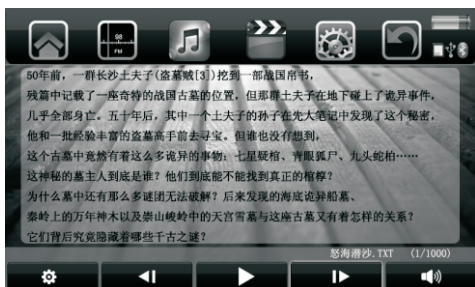 98
FM
50年前，一群长沙土夫子(盗墓贼[3])挖到一部战国帛书，
残篇中记载了一座奇特的战国古墓的位置，但那群土夫子在地下碰上了诡异事件，
几乎全部身亡。五十年后，其中一个土夫子的孙子在先大笔记中发现了这个秘密，
他和一批经验丰富的盗墓高手前去寻宝。但谁也没有想到，
这个古墓中竟然有着这么多诡异的事物：七星疑棺、青眼狐尸、九头蛇柏……
这神秘的墓主人到底是谁？他们到底能不能找到真正的棺椁？
为什么墓中还有那么多谜团无法破解？后来发现的海底诡异船墓、
秦岭上的万年神木以及崇山峻岭中的天宫雪墓与这座古墓又有着怎样的关系？
它们背后究竟隐藏着哪些千古之谜？
怒海潜沙.TXT (1/1000)